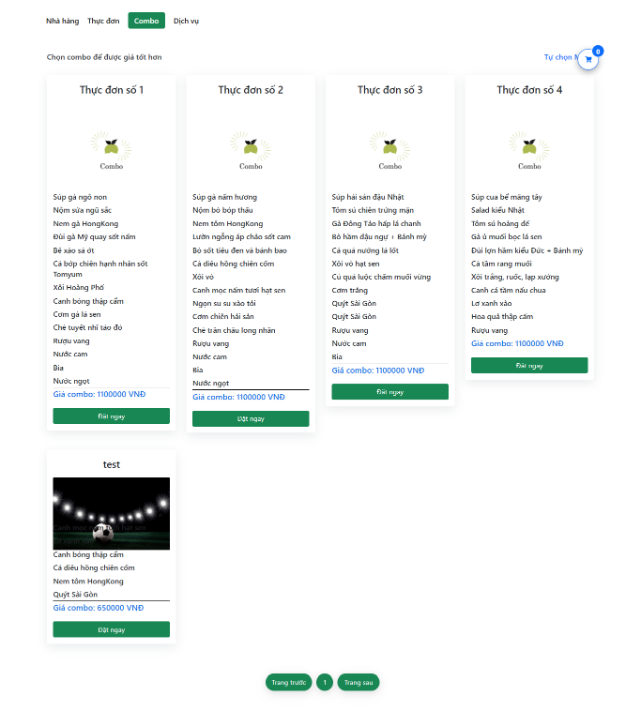 Nhà hàng Thực đơn Combo Dịch vụ
Chọn combo để được giá tốt hơn
Tự chọn
0
Thực đơn số 1
Combo
Súp gà ngô non
Nộm sứa ngũ sắc
Nem gà HongKong
Đùi gà Mỹ quay sốt nấm
Bê xào sả ớt
Cá bớp chiên hạnh nhân sốt
Tomyum
Xôi Hoàng Phố
Canh bóng thập cẩm
Cơm gà lá sen
Chè tuyết nhĩ táo đỏ
Rượu vang
Nước cam
Bia
Nước ngọt
Giá combo: 1100000 VNĐ
Đặt ngay
Thực đơn số 2
Combo
Súp gà nấm hương
Nộm bò bóp thấu
Nem tôm HongKong
Lườn ngỗng áp chảo sốt cam
Bò sốt tiêu đen và bánh bao
Cá diêu hồng chiên cốm
Xôi vò
Canh mọc nấm tươi hạt sen
Ngọn su su xào tỏi
Cơm chiên hải sản
Chè trân châu long nhãn
Rượu vang
Nước cam
Bia
Nước ngọt
Giá combo: 1100000 VNĐ
Đặt ngay
Thực đơn số 3
Combo
Súp hải sản đậu Nhật
Tôm sú chiên trứng mặn
Gà Đông Tảo hấp lá chanh
Bò hầm đậu ngự + Bánh mỳ
Cá quả nướng lá lốt
Xôi vò hạt sen
Củ quả luộc chấm muối vừng
Cơm trắng
Quýt Sài Gòn
Quýt Sài Gòn
Rượu vang
Nước cam
Bia
Giá combo: 1100000 VNĐ
Đặt ngay
Thực đơn số 4
Combo
Súp cua bể măng tây
Salad kiểu Nhật
Tôm sú hoàng đế
Gà ủ muối bọc lá sen
Đùi lợn hầm kiểu Đức + Bánh mỳ
Cá tầm rang muối
Xôi trắng, ruốc, lạp xưởng
Canh cá tầm nấu chua
Lơ xanh xào
Hoa quả thập cẩm
Rượu vang
Giá combo: 1100000 VNĐ
Đặt ngay
test
Canh mọc nấm tươi hạt sen
Canh bóng thập cẩm
Cá diêu hồng chiên cốm
Nem tôm HongKong
Quýt Sài Gòn
Giá combo: 650000 VNĐ
Đặt ngay
Trang trước 1 Trang sau